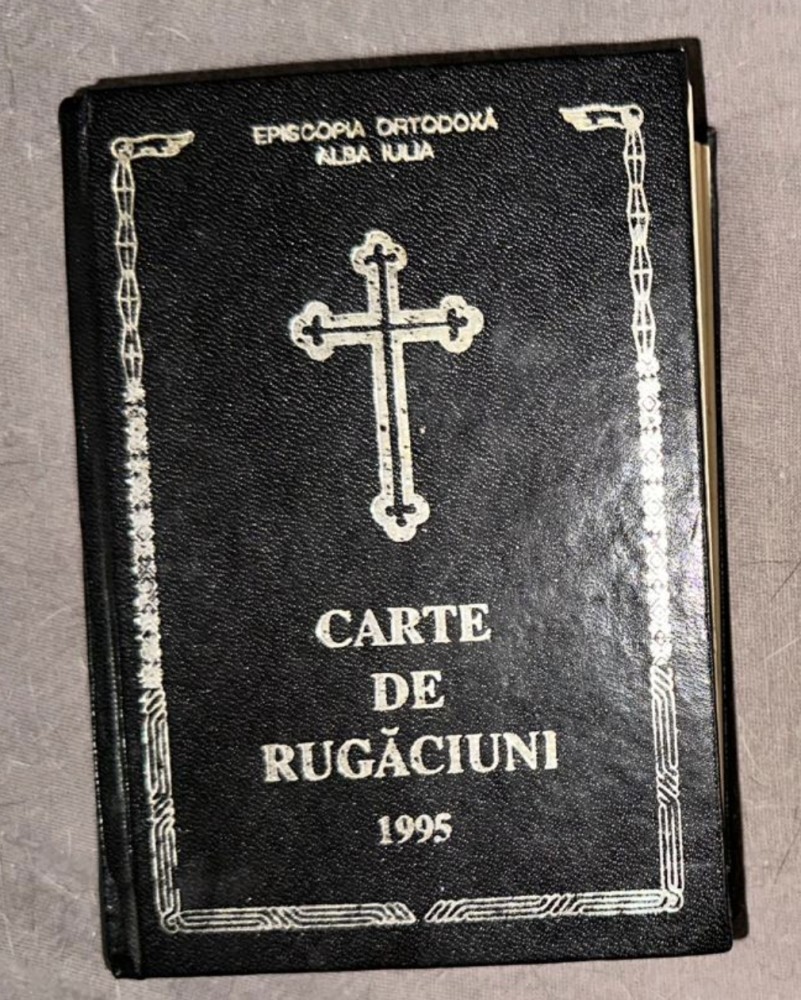 EPISCOPIA ORTODOXĂ
ALBA IULIA
CARTE
DE
RUGĂCIUNI
1995